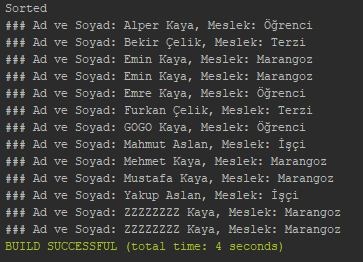 Sorted
### Ad ve Soyad: Alper Kaya, Meslek: Öğrenci
### Ad ve Soyad: Bekir Çelik, Meslek: Terzi
### Ad ve Soyad: Emin Kaya, Meslek: Marangoz
### Ad ve Soyad: Emin Kaya, Meslek: Marangoz
### Ad ve Soyad: Emre Kaya, Meslek: Öğrenci
### Ad ve Soyad: Furkan Çelik, Meslek: Terzi
### Ad ve Soyad: GOGO Kaya, Meslek: Öğrenci
### Ad ve Soyad: Mahmut Aslan, Meslek: İşçi
### Ad ve Soyad: Mehmet Kaya, Meslek: Marangoz
### Ad ve Soyad: Mustafa Kaya, Meslek: Marangoz
### Ad ve Soyad: Yakup Aslan, Meslek: İşçi
### Ad ve Soyad: ZZZZZZZZ Kaya, Meslek: Marangoz
### Ad ve Soyad: ZZZZZZZZ Kaya, Meslek: Marangoz
BUILD SUCCESSFUL (total time: 4 seconds)